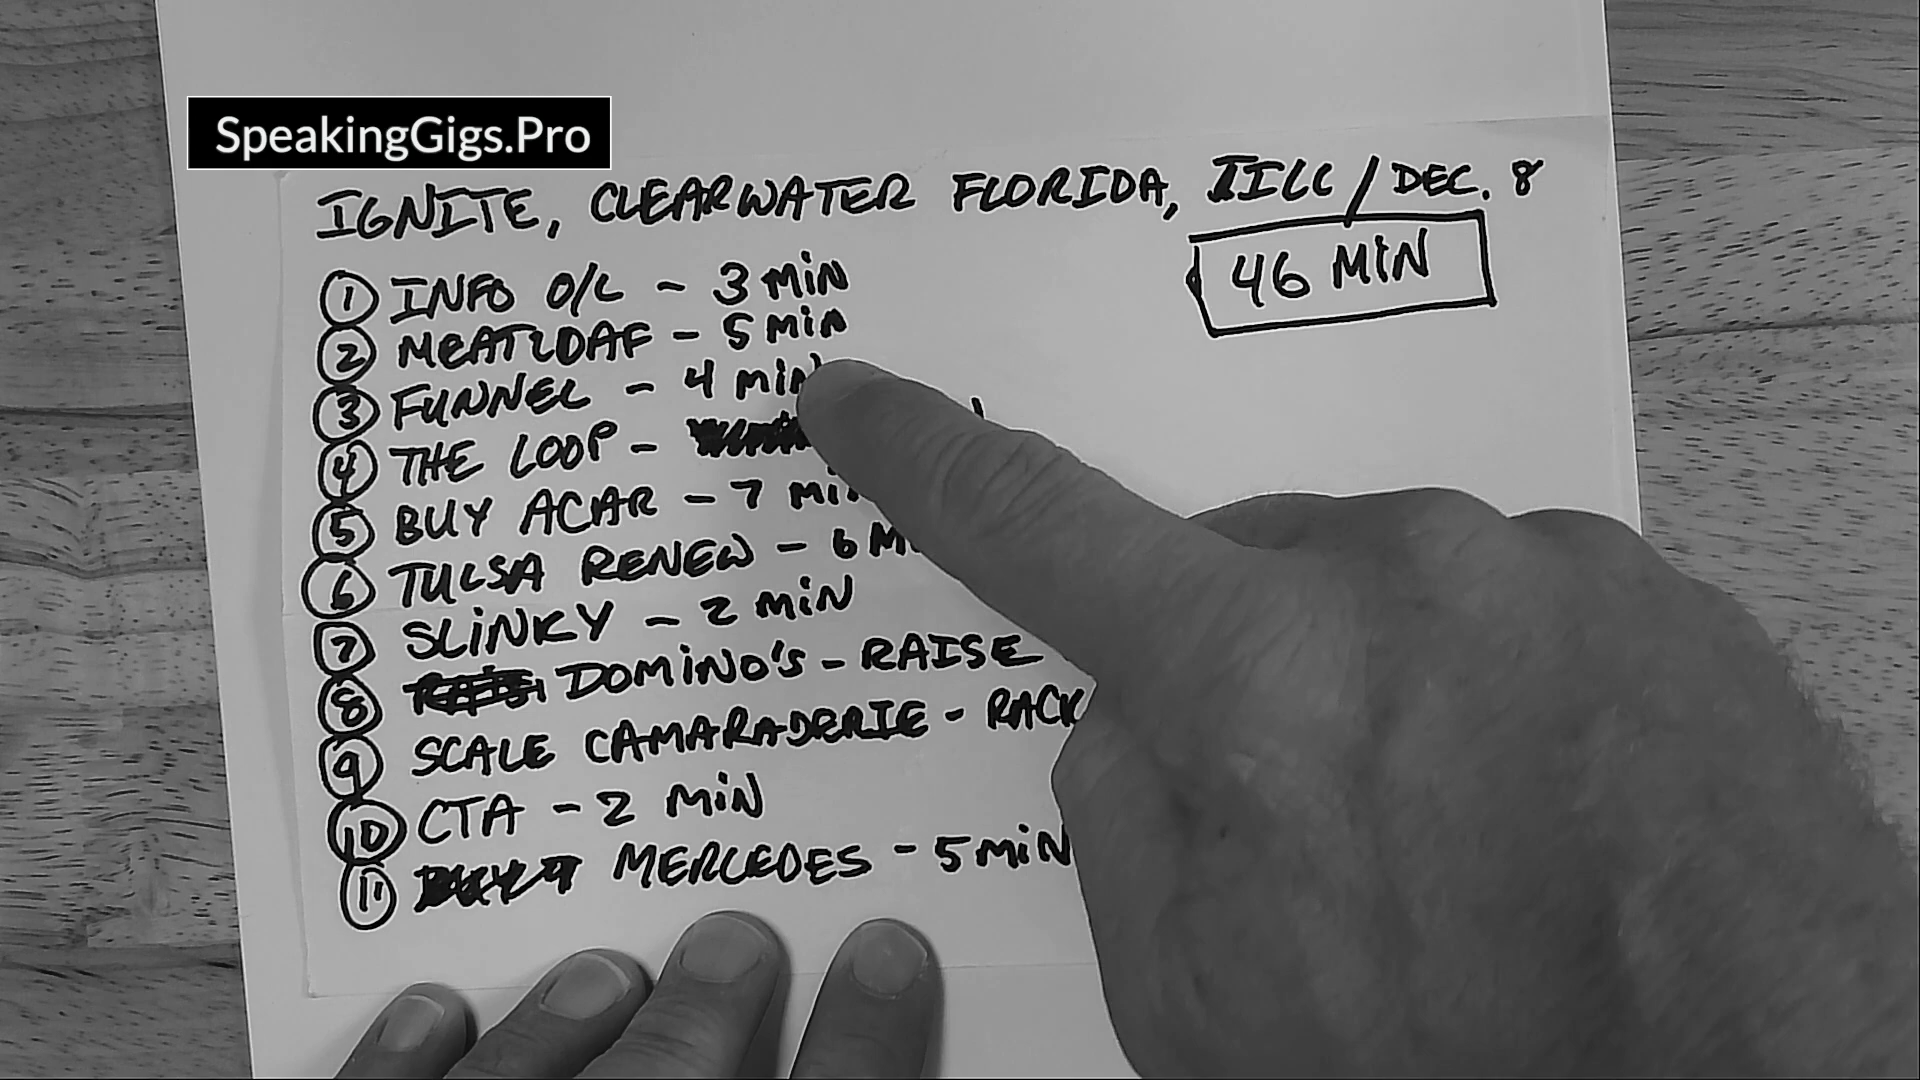 SpeakingGigs.Pro
IGNITE, CLEARWATER FLORIDA, / DEC. 8
46 MIN
1 INFO O/L - 3 MIN
2 MEATLOAF - 5 MIN
3 FUNNEL - 4 MIN
4 THE LOOP -
5 BUY A CAR - 7 MIN
6 TULSA RENEW - 6
7 SLINKY - 2 MIN
8 DOMINO'S - RAISE
9 SCALE CAMARADERIE - RACK
10 CTA - 2 MIN
11 MERCEDES - 5 MIN